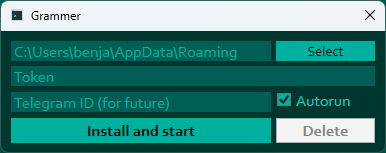 Grammer
C:\Users\benja\AppData\Roaming Select
Token
Telegram ID (for future) Autorun
Install and start Delete